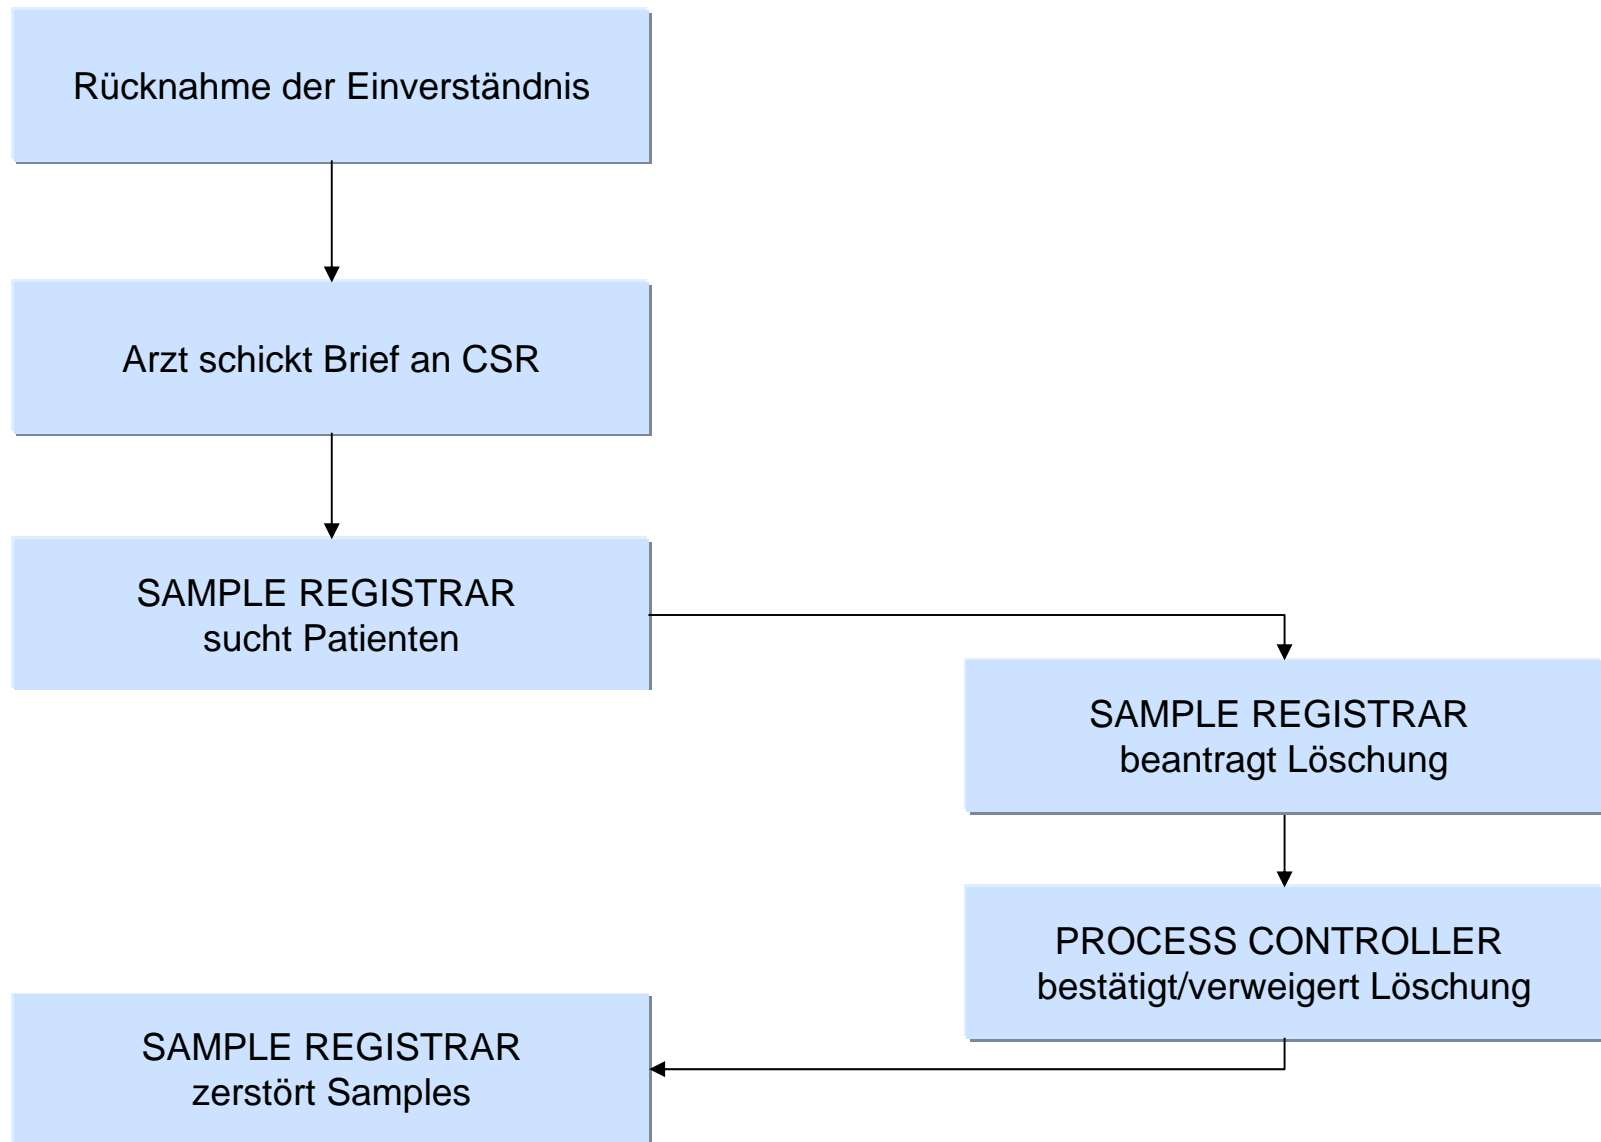 Rücknahme der Einverständnis
Arzt schickt Brief an CSR
SAMPLE REGISTRAR
sucht Patienten
SAMPLE REGISTRAR
beantragt Löschung
PROCESS CONTROLLER
bestätigt/verweigert Löschung
SAMPLE REGISTRAR
zerstört Samples